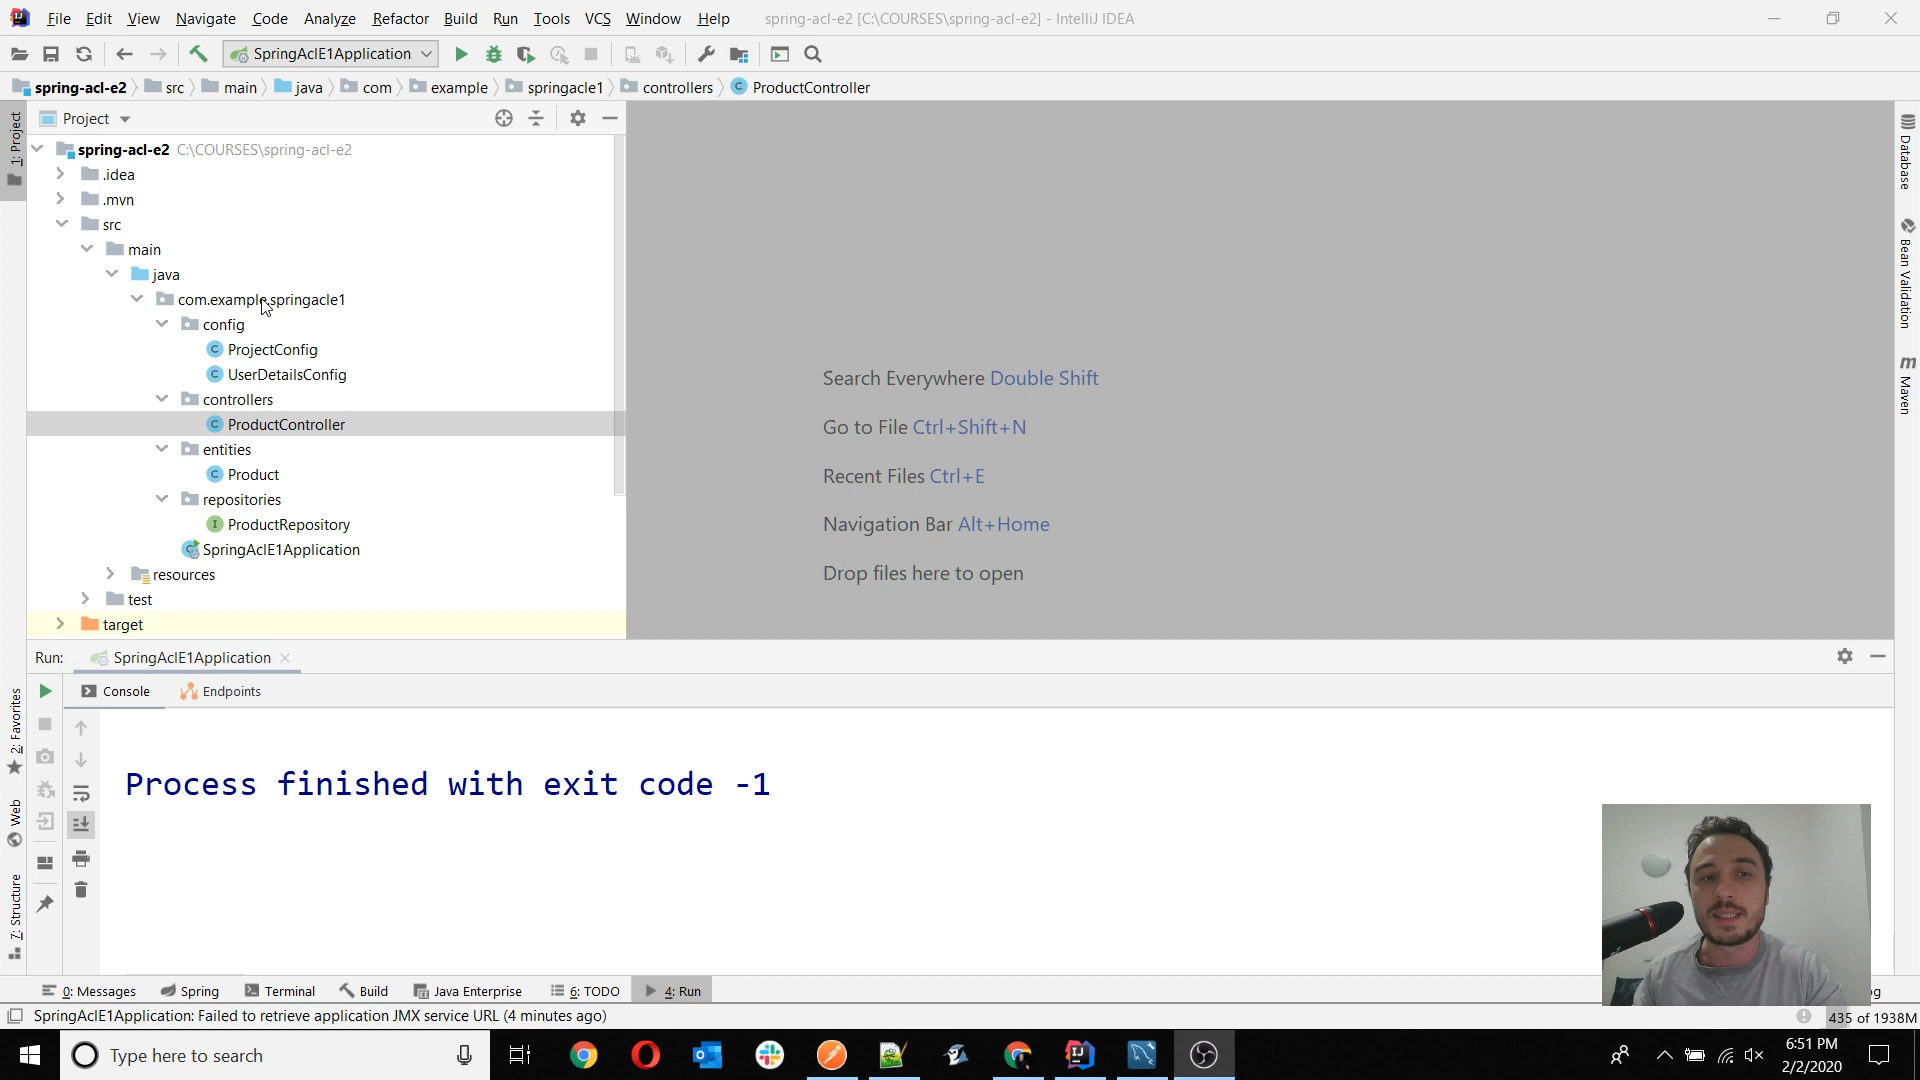 File Edit View Navigate Code Analyze Refactor Build Run Tools VCS Window Help spring-acl-e2 [C:\COURSES\spring-acl-e2] - IntelliJ IDEA
SpringAclE1Application
spring-acl-e2 src main java com example springacle1 controllers ProductController
Project
spring-acl-e2 C:\COURSES\spring-acl-e2
.idea
.mvn
src
main
java
com.example.springacle1
config
ProjectConfig
UserDetailsConfig
controllers
ProductController
entities
Product
repositories
ProductRepository
SpringAclE1Application
resources
test
target
1: Project
2: Favorites
Web
7: Structure
Search Everywhere Double Shift
Go to File Ctrl+Shift+N
Recent Files Ctrl+E
Navigation Bar Alt+Home
Drop files here to open
Database
Bean Validation
m Maven
Run: SpringAclE1Application
Console Endpoints
Process finished with exit code -1
0: Messages Spring Terminal Build Java Enterprise 6: TODO 4: Run
SpringAclE1Application: Failed to retrieve application JMX service URL (4 minutes ago)
435 of 1938M
Type here to search
6:51 PM
2/2/2020